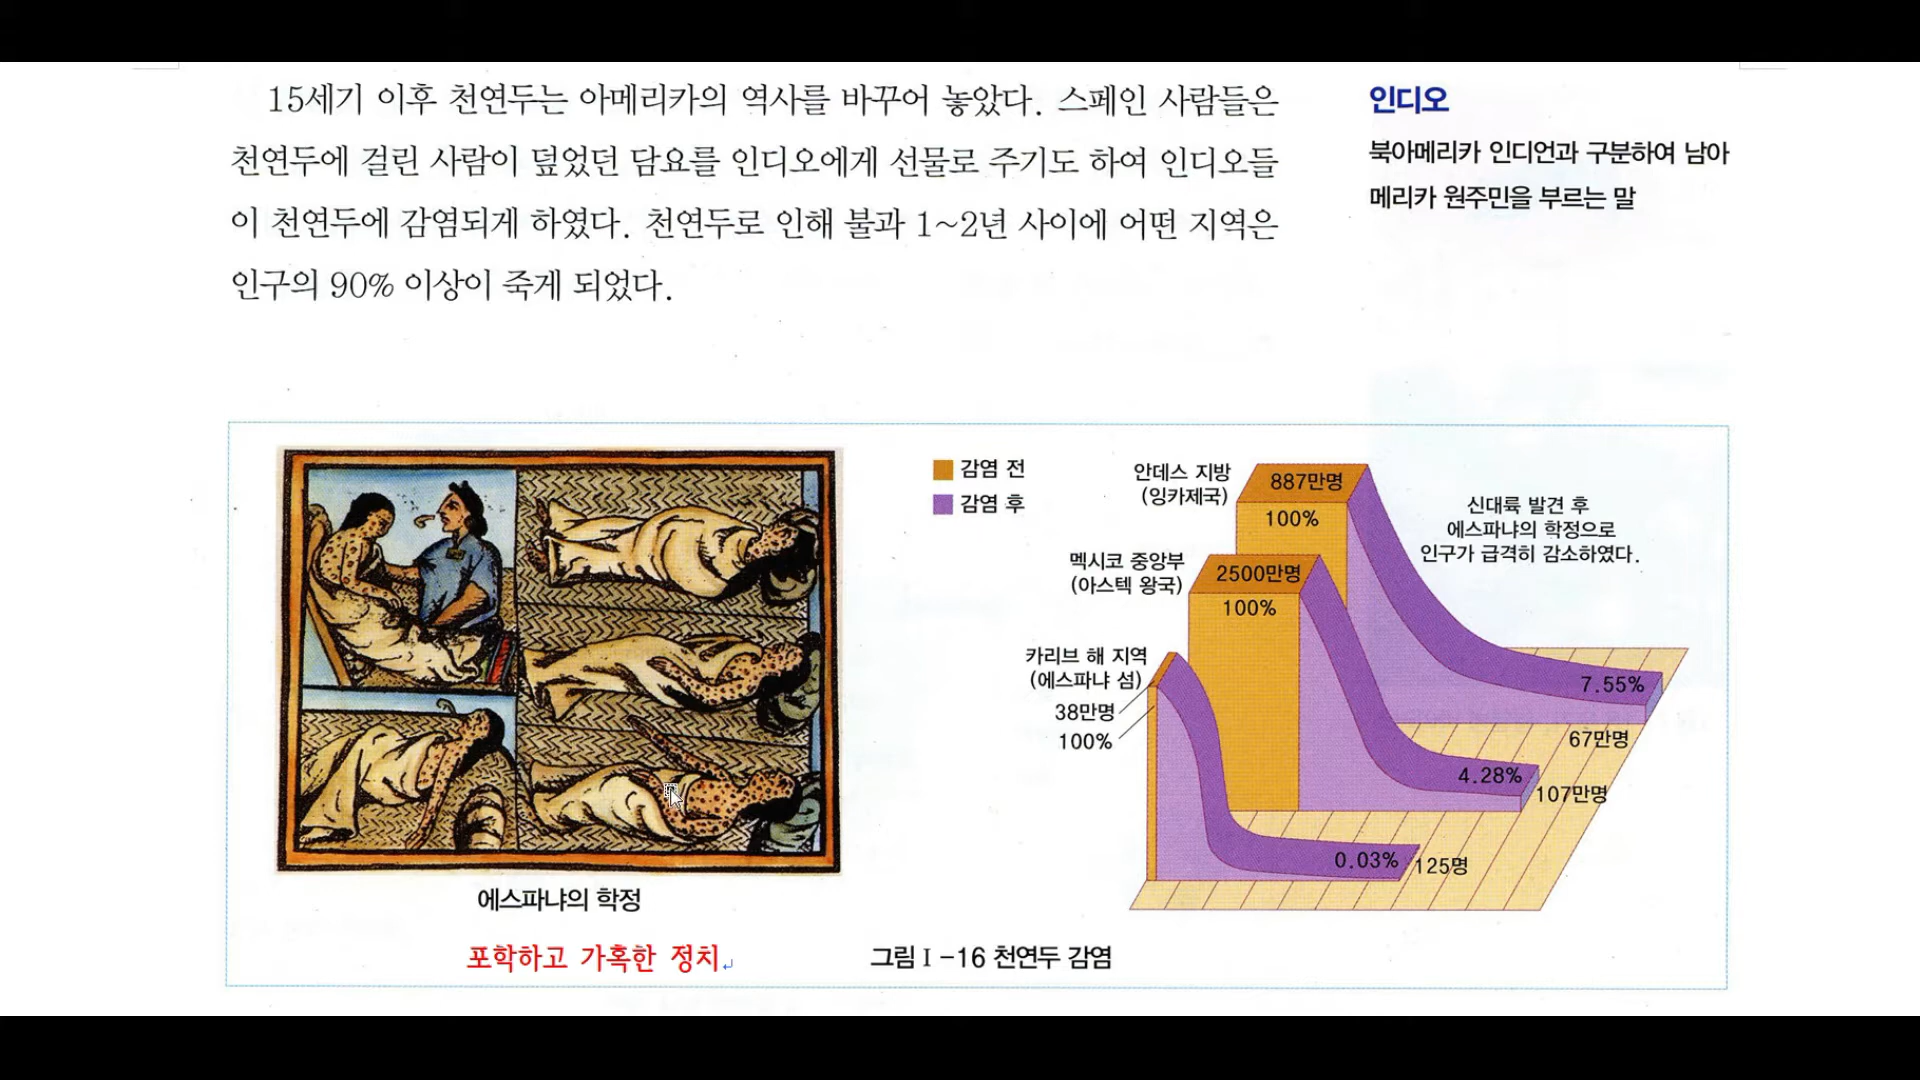 15세기 이후 천연두는 아메리카의 역사를 바꾸어 놓았다. 스페인 사람들은
천연두에 걸린 사람이 덮었던 담요를 인디오에게 선물로 주기도 하여 인디오들
이 천연두에 감염되게 하였다. 천연두로 인해 불과 1~2년 사이에 어떤 지역은
인구의 90% 이상이 죽게 되었다.
인디오
북아메리카 인디언과 구분하여 남아
메리카 원주민을 부르는 말
에스파냐의 학정
포학하고 가혹한 정치
감염 전
감염 후
안데스 지방
(잉카제국)
887만명
100%
신대륙 발견 후
에스파냐의 학정으로
인구가 급격히 감소하였다.
멕시코 중앙부
(아스텍 왕국)
2500만명
100%
카리브 해 지역
(에스파냐 섬)
38만명
100%
7.55%
67만명
4.28%
107만명
0.03%
125명
그림 I -16 천연두 감염